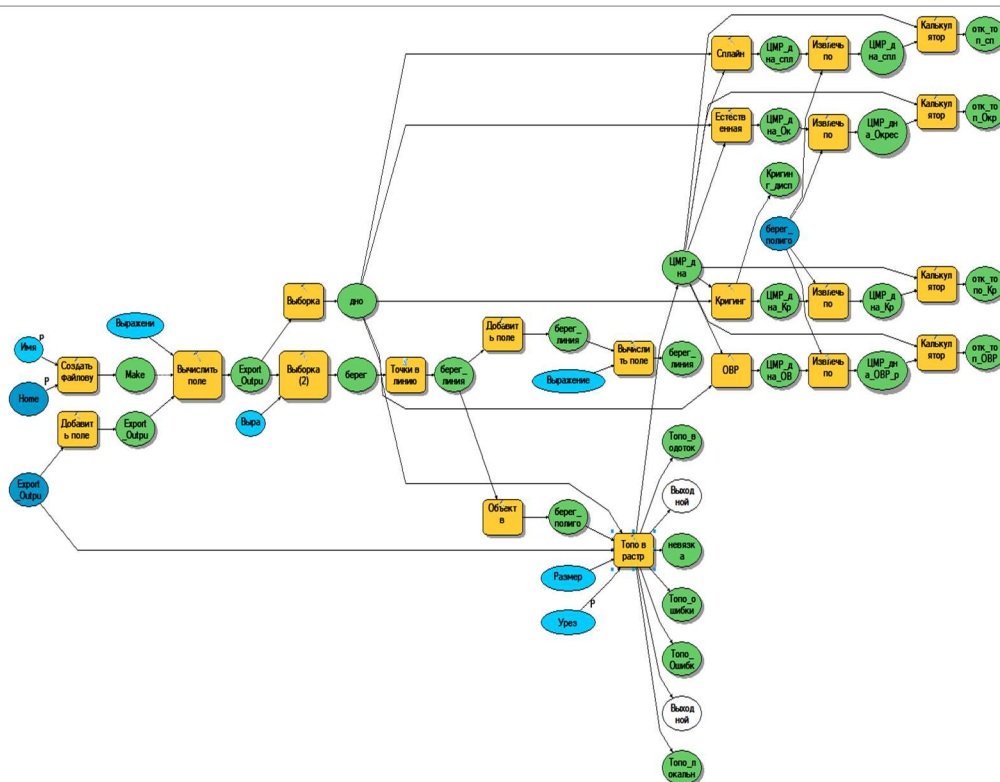 Сплайн
ЦМР_д
на_спл
Извлечь
по
ЦМР_д
на_спл
Калькул
ятор
отк_то
п_сп
Естеств
енная
ЦМР_д
на_Ок
Извлечь
по
ЦМР_дн
а_Окрес
Калькул
ятор
отк_то
п_Окр
Кригин
г_дисп
берег_
полиго
ЦМР_д
на
Кригинг
ЦМР_д
на_Кр
Извлечь
по
ЦМР_д
на_Кр
Калькул
ятор
отк_то
по_Кр
ОВР
ЦМР_д
на_ОВ
Извлечь
по
ЦМР_дн
а_ОВР_р
Калькул
ятор
отк_то
п_ОВР
Выборка
дно
Имя
P
Home
P
Создать
файлову
Make
Выражени
Вычислить
поле
Export
_Outpu
Выборка
(2)
Выра
берег
Точки в
линию
берег_
линия
Добавит
ь поле
берег_
линия
Выражение
Вычисли
ть поле
берег_
линия
Добавит
ь поле
Export
_Outpu
Export
_Outpu
Объект
в
берег_
полиго
Размер
Урез
P
Топо в
растр
Топо_в
одоток
Выход
ной
невязк
а
Топо_о
шибки
Топо_
Ошибк
Выход
ной
Топо_л
окальн